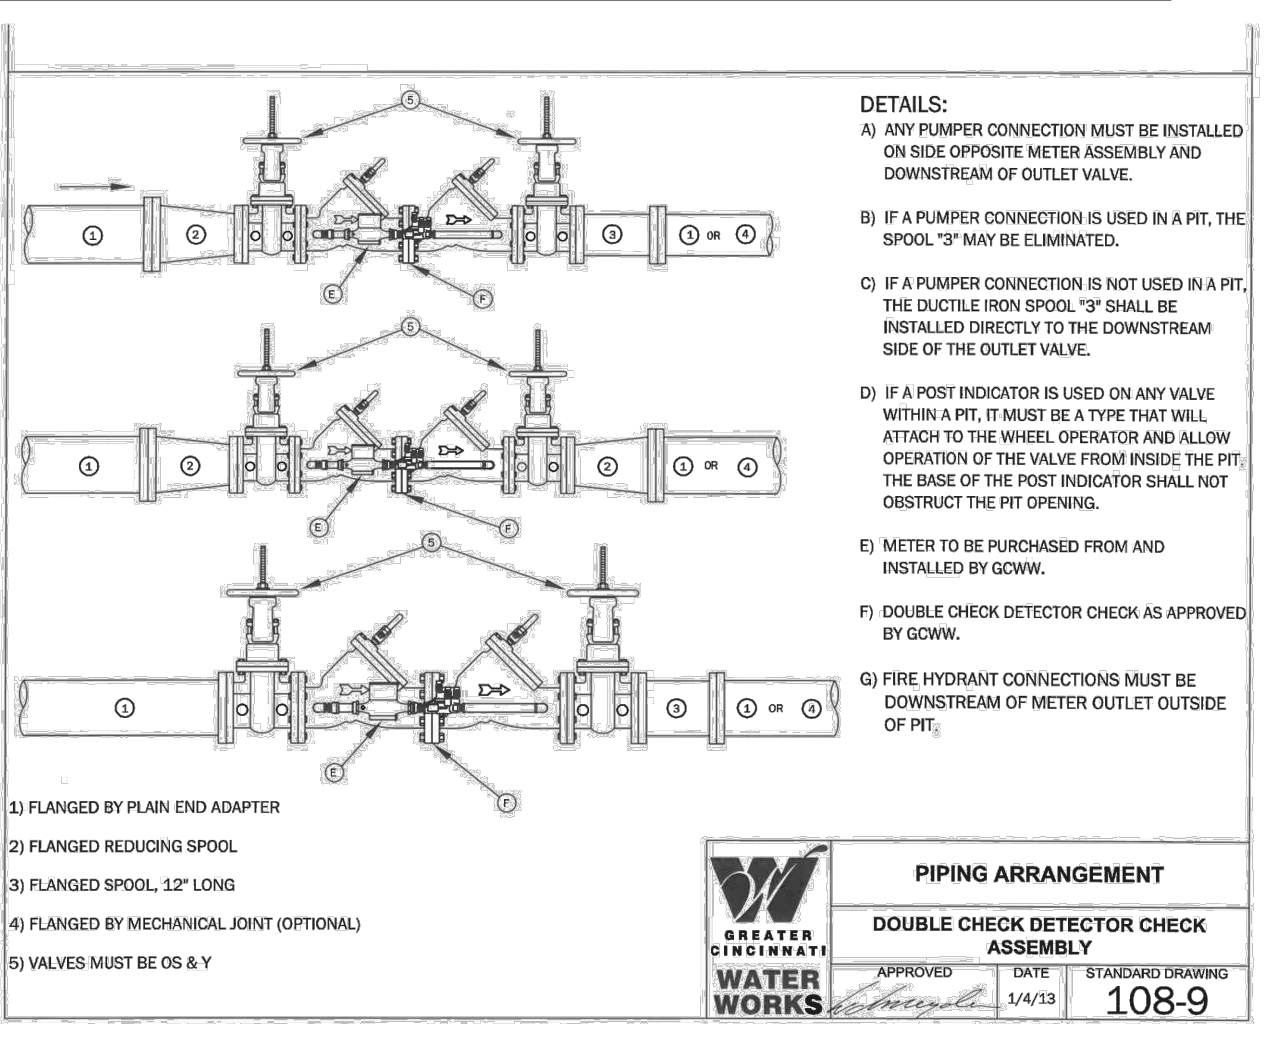 5
1
2
3
1 OR 4
E
F
5
1
2
2
1 OR 4
E
F
5
1
3
1 OR 4
E
F
DETAILS:
A) ANY PUMPER CONNECTION MUST BE INSTALLED
ON SIDE OPPOSITE METER ASSEMBLY AND
DOWNSTREAM OF OUTLET VALVE.
B) IF A PUMPER CONNECTION IS USED IN A PIT, THE
SPOOL "3" MAY BE ELIMINATED.
C) IF A PUMPER CONNECTION IS NOT USED IN A PIT,
THE DUCTILE IRON SPOOL "3" SHALL BE
INSTALLED DIRECTLY TO THE DOWNSTREAM
SIDE OF THE OUTLET VALVE.
D) IF A POST INDICATOR IS USED ON ANY VALVE
WITHIN A PIT, IT MUST BE A TYPE THAT WILL
ATTACH TO THE WHEEL OPERATOR AND ALLOW
OPERATION OF THE VALVE FROM INSIDE THE PIT.
THE BASE OF THE POST INDICATOR SHALL NOT
OBSTRUCT THE PIT OPENING.
E) METER TO BE PURCHASED FROM AND
INSTALLED BY GCWW.
F) DOUBLE CHECK DETECTOR CHECK AS APPROVED
BY GCWW.
G) FIRE HYDRANT CONNECTIONS MUST BE
DOWNSTREAM OF METER OUTLET OUTSIDE
OF PIT.
1) FLANGED BY PLAIN END ADAPTER
2) FLANGED REDUCING SPOOL
3) FLANGED SPOOL, 12" LONG
4) FLANGED BY MECHANICAL JOINT (OPTIONAL)
5) VALVES MUST BE OS & Y
W
GREATER
CINCINNATI
WATER
WORKS
PIPING ARRANGEMENT
DOUBLE CHECK DETECTOR CHECK
ASSEMBLY
APPROVED
DATE
1/4/13
STANDARD DRAWING
108-9